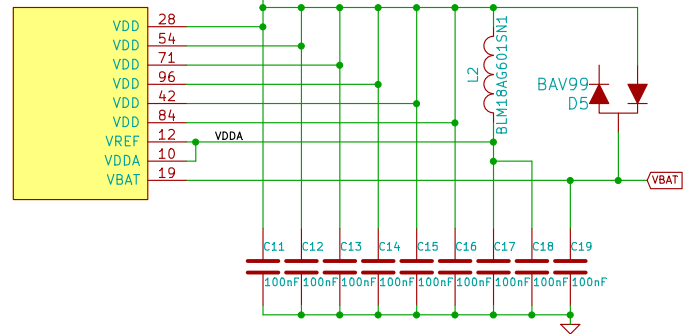 VDD 28
VDD 54
VDD 71
VDD 96
VDD 42
VDD 84
VREF 12
VDDA
VDDA 10
VBAT 19
L2
BLM18AG601SN1
BAV99
D5
VBAT
C11 C12 C13 C14 C15 C16 C17 C18 C19
100nF 100nF 100nF 100nF 100nF 100nF 100nF 100nF 100nF